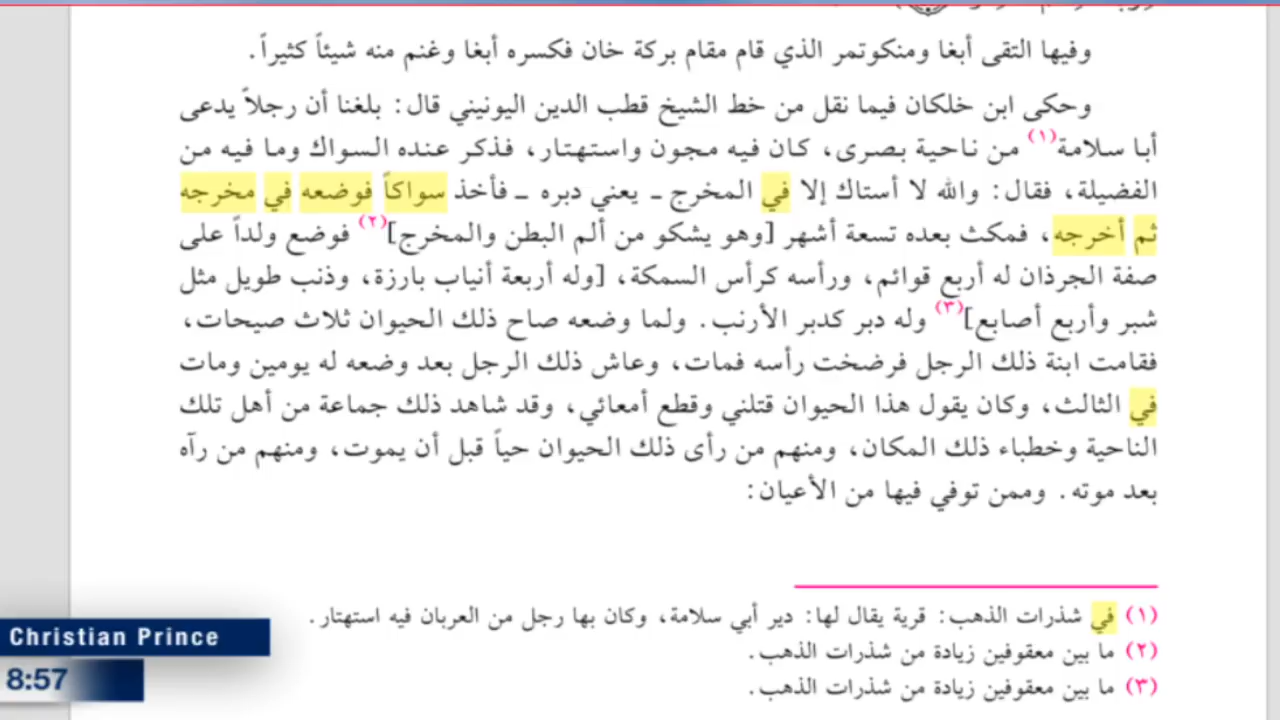 وفيها التقى أبغا ومنكوتمر الذي قام مقام بركة خان فكسره أبغا وغنم منه شيئاً كثيراً.
وحكى ابن خلكان فيما نقل من خط الشيخ قطب الدين اليونيني قال: بلغنا أن رجلاً يدعى
أبا سلامة(١) من ناحية بصرى، كان فيه مجون واستهتار، فذكر عنده السواك وما فيه من
الفضيلة، فقال: والله لا أستاك إلا في المخرج ـ يعني دبره ـ فأخذ سواكاً فوضعه في مخرجه
ثم أخرجه، فمكث بعده تسعة أشهر [وهو يشكو من ألم البطن والمخرج](٢) فوضع ولداً على
صفة الجرذان له أربع قوائم، ورأسه كرأس السمكة، [وله أربعة أنياب بارزة، وذنب طويل مثل
شبر وأربع أصابع](٣) وله دبر كدبر الأرنب. ولما وضعه صاح ذلك الحيوان ثلاث صيحات،
فقامت ابنة ذلك الرجل فرضخت رأسه فمات، وعاش ذلك الرجل بعد وضعه له يومين ومات
في الثالث، وكان يقول هذا الحيوان قتلني وقطع أمعائي، وقد شاهد ذلك جماعة من أهل تلك
الناحية وخطباء ذلك المكان، ومنهم من رأى ذلك الحيوان حياً قبل أن يموت، ومنهم من رآه
بعد موته. وممن توفي فيها من الأعيان:
(١) في شذرات الذهب: قرية يقال لها: دير أبي سلامة، وكان بها رجل من العربان فيه استهتار.
(٢) ما بين معقوفين زيادة من شذرات الذهب.
(٣) ما بين معقوفين زيادة من شذرات الذهب.
Christian Prince
8:57